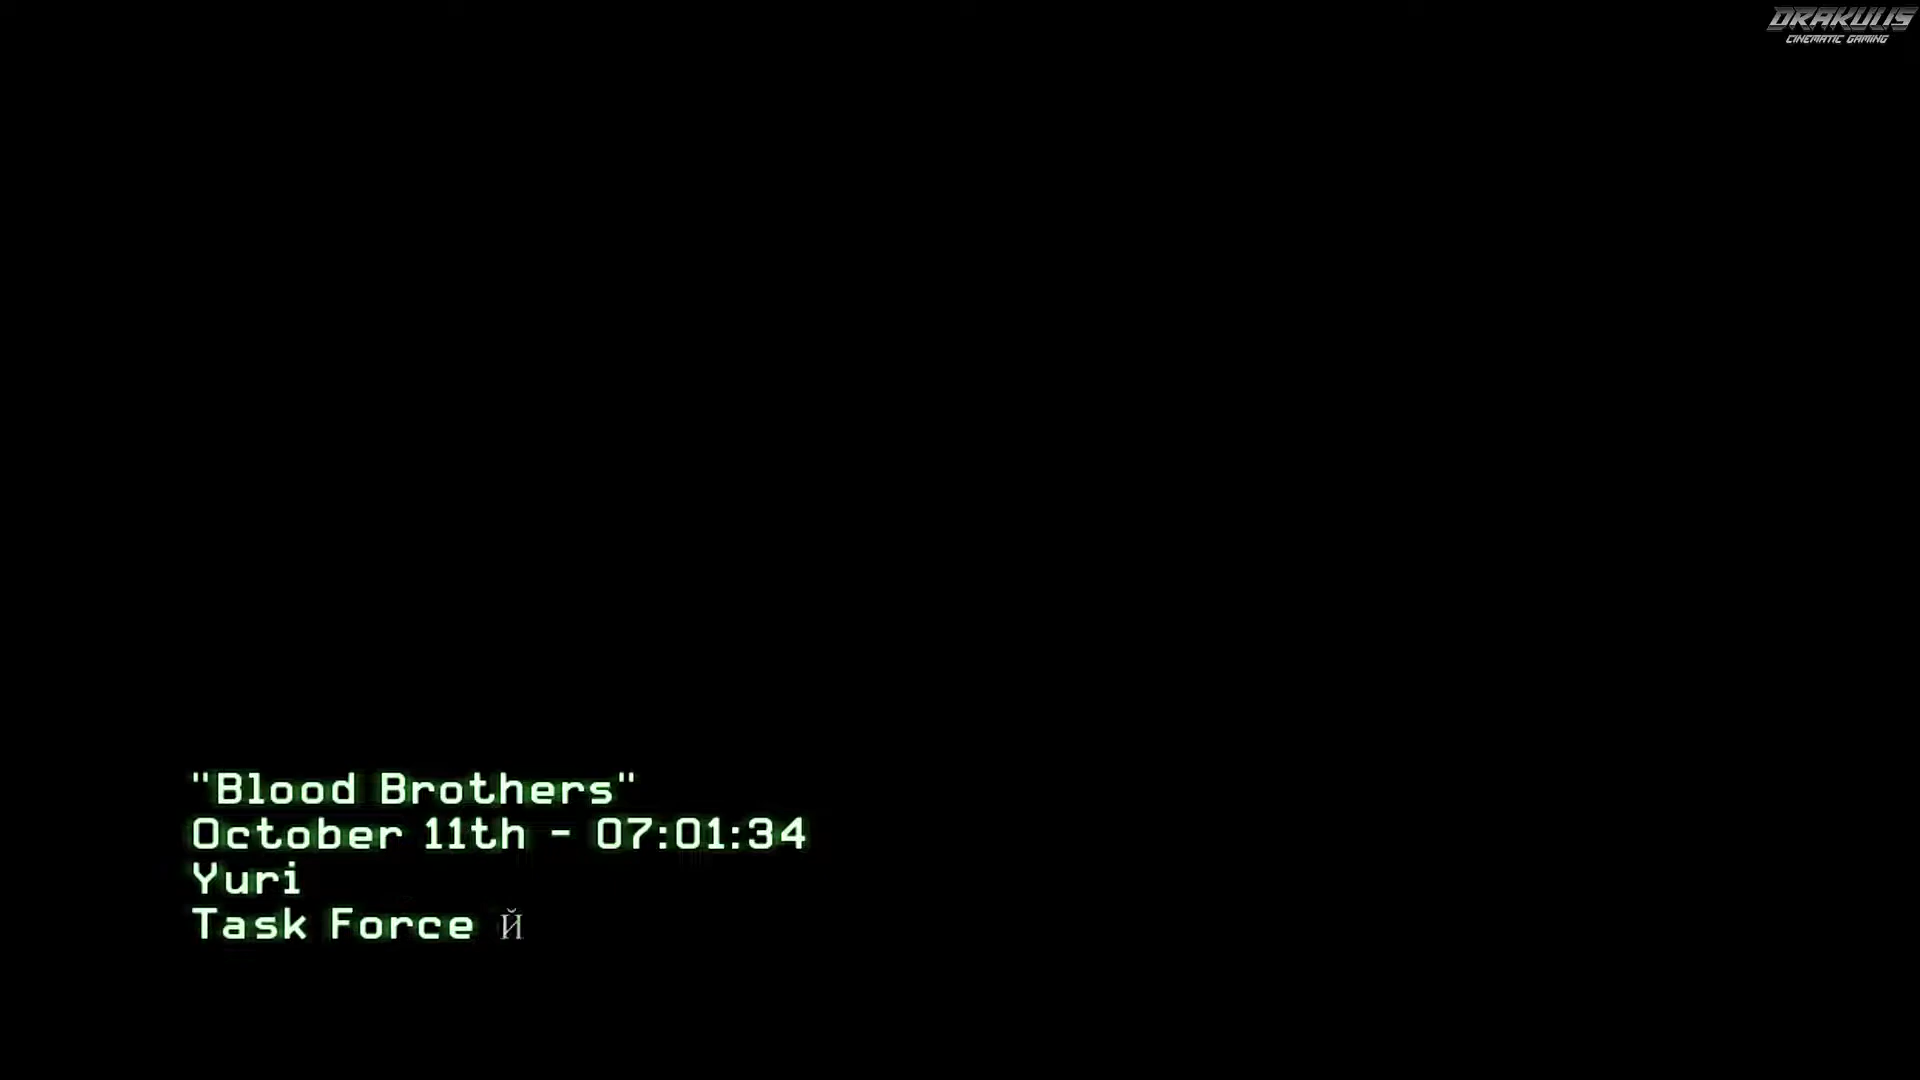 DRAKULIS
CINEMATIC GAMING
"Blood Brothers"
October 11th - 07:01:34
Yuri
Task Force Й